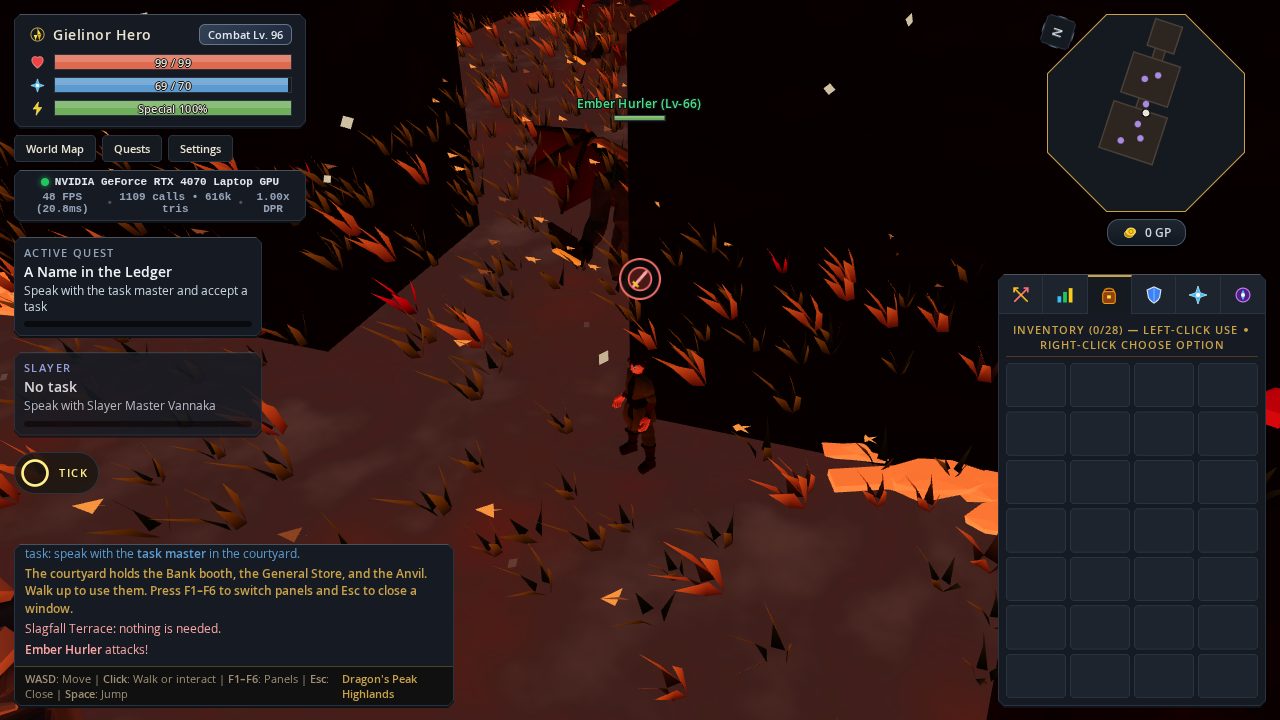 Gielinor Hero
Combat Lv. 96
99 / 99
69 / 70
Special 100%
World Map
Quests
Settings
NVIDIA GeForce RTX 4070 Laptop GPU
48 FPS (20.8ms) • 1109 calls • 616k tris • 1.00x DPR
ACTIVE QUEST
A Name in the Ledger
Speak with the task master and accept a
task
SLAYER
No task
Speak with Slayer Master Vannaka
TICK
task: speak with the task master in the courtyard.
The courtyard holds the Bank booth, the General Store, and the Anvil.
Walk up to use them. Press F1–F6 to switch panels and Esc to close a
window.
Slagfall Terrace: nothing is needed.
Ember Hurler attacks!
WASD: Move | Click: Walk or interact | F1–F6: Panels | Esc:
Close | Space: Jump
Dragon's Peak
Highlands
Ember Hurler (Lv-66)
N
0 GP
INVENTORY (0/28) — LEFT-CLICK USE •
RIGHT-CLICK CHOOSE OPTION